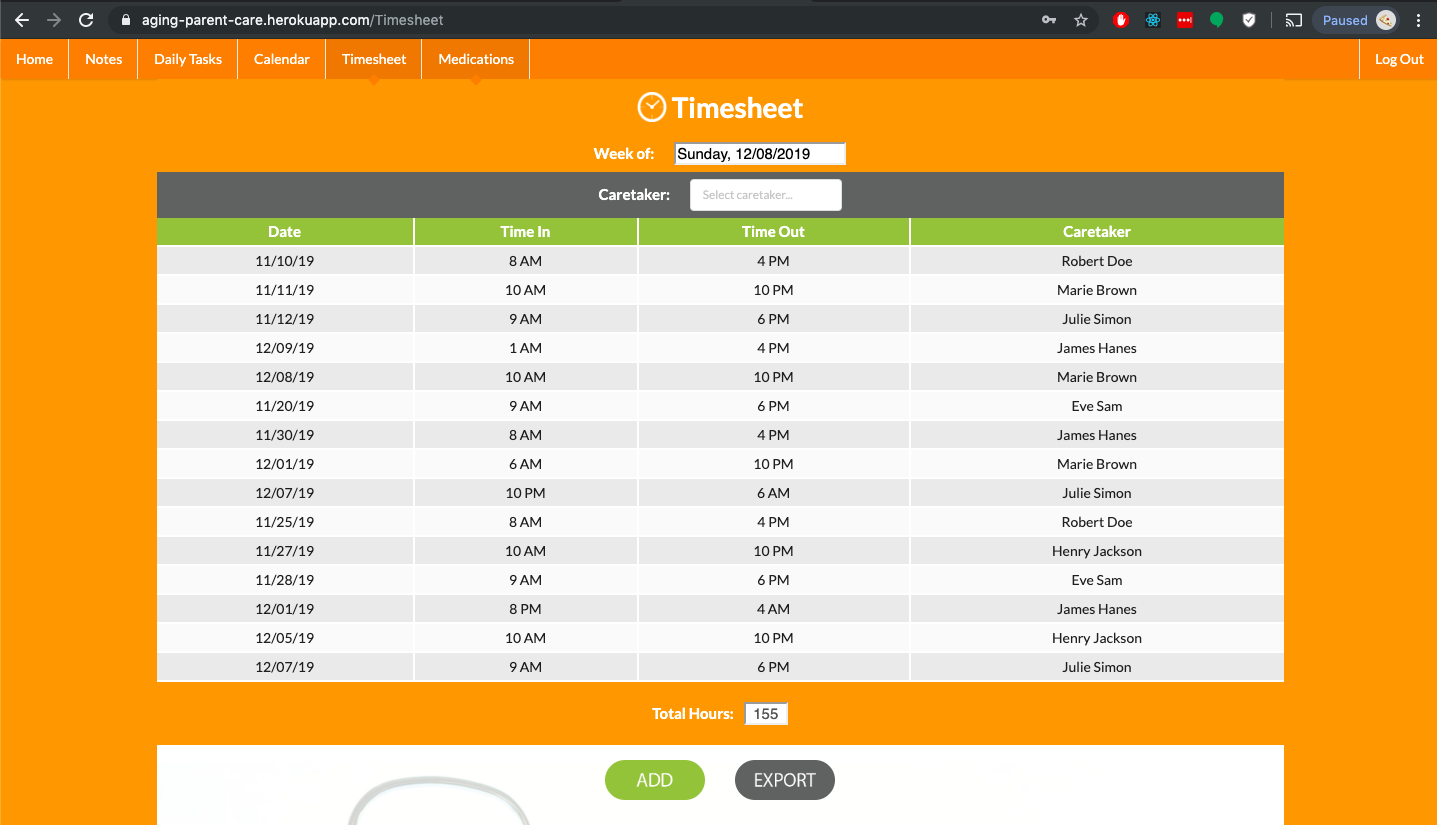 aging-parent-care.herokuapp.com/Timesheet Paused
Home Notes Daily Tasks Calendar Timesheet Medications Log Out
Timesheet
Week of: Sunday, 12/08/2019
Caretaker: Select caretaker...
Date Time In Time Out Caretaker
11/10/19 8 AM 4 PM Robert Doe
11/11/19 10 AM 10 PM Marie Brown
11/12/19 9 AM 6 PM Julie Simon
12/09/19 1 AM 4 PM James Hanes
12/08/19 10 AM 10 PM Marie Brown
11/20/19 9 AM 6 PM Eve Sam
11/30/19 8 AM 4 PM James Hanes
12/01/19 6 AM 10 PM Marie Brown
12/07/19 10 PM 6 AM Julie Simon
11/25/19 8 AM 4 PM Robert Doe
11/27/19 10 AM 10 PM Henry Jackson
11/28/19 9 AM 6 PM Eve Sam
12/01/19 8 PM 4 AM James Hanes
12/05/19 10 AM 10 PM Henry Jackson
12/07/19 9 AM 6 PM Julie Simon
Total Hours: 155
ADD EXPORT